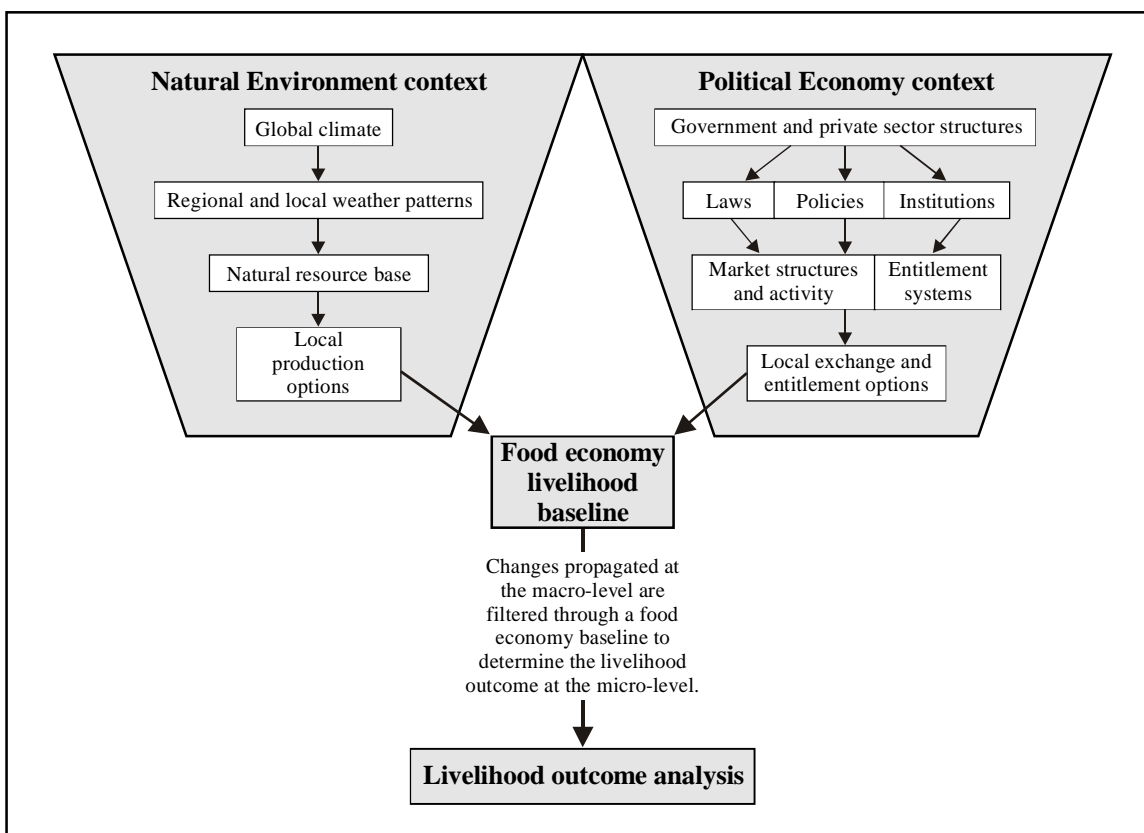 Natural Environment context
Global climate
Regional and local weather patterns
Natural resource base
Local
production
options
Political Economy context
Government and private sector structures
Laws
Policies
Institutions
Market structures
and activity
Entitlement
systems
Local exchange and
entitlement options
Food economy
livelihood
baseline
Changes propagated at
the macro-level are
filtered through a food
economy baseline to
determine the livelihood
outcome at the micro-level.
Livelihood outcome analysis